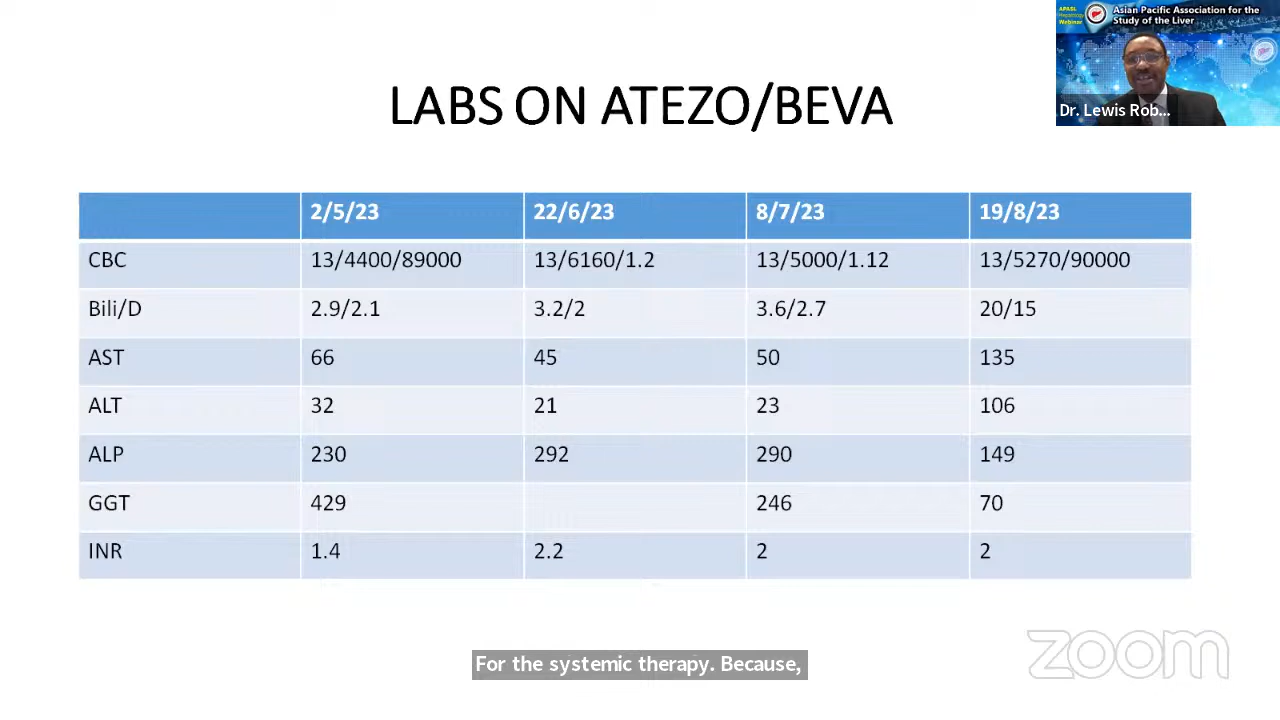 APASL
Hepatology
Webinar
Asian Pacific Association for the
Study of the Liver
Dr. Lewis Rob...
LABS ON ATEZO/BEVA
2/5/23 22/6/23 8/7/23 19/8/23
CBC 13/4400/89000 13/6160/1.2 13/5000/1.12 13/5270/90000
Bili/D 2.9/2.1 3.2/2 3.6/2.7 20/15
AST 66 45 50 135
ALT 32 21 23 106
ALP 230 292 290 149
GGT 429 246 70
INR 1.4 2.2 2 2
For the systemic therapy. Because,
zoom